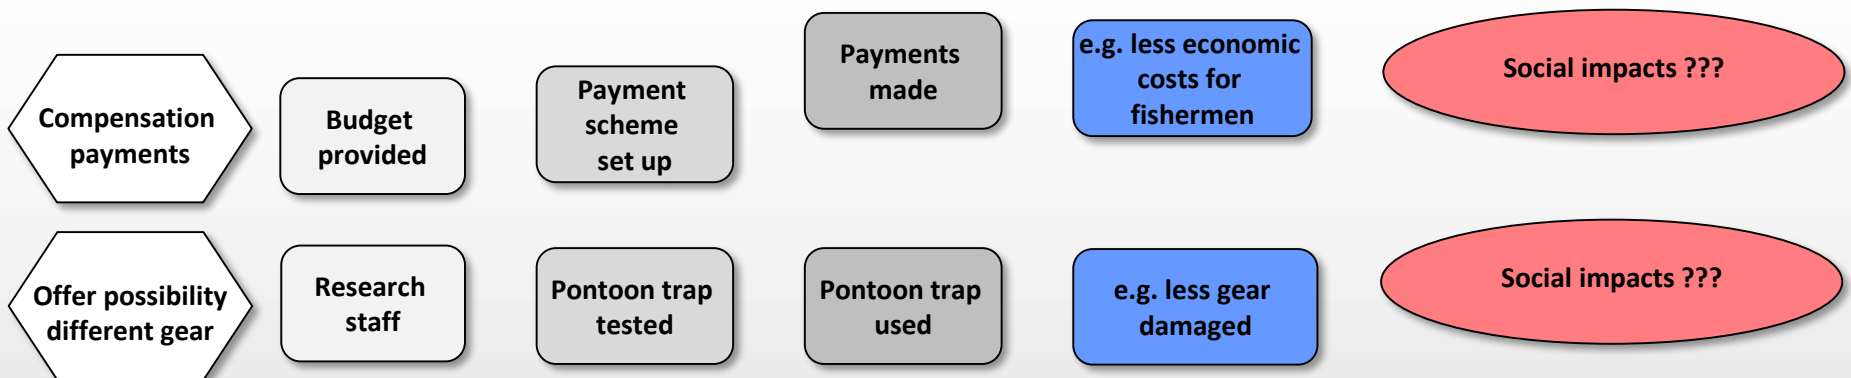 Compensation
payments
Budget
provided
Payment
scheme
set up
Payments
made
e.g. less economic
costs for
fishermen
Social impacts ???
Offer possibility
different gear
Research
staff
Pontoon trap
tested
Pontoon trap
used
e.g. less gear
damaged
Social impacts ???